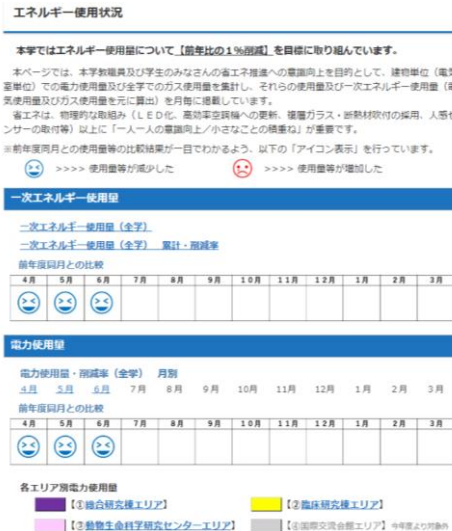 エネルギー使用状況
本学ではエネルギー使用量について【前年比の1％削減】を目標に取り組んでいます。
本ページでは、本学教職員及び学生のみなさんの省エネ推進への意識向上を目的として、建物単位（電気
室単位）での電力使用量及び全学でのガス使用量を集計し、それらの使用量及び一次エネルギー使用量（電
気使用量及びガス使用量を元に算出）を月毎に掲載しています。
省エネは、物理的な取組み（ＬＥＤ化、高効率空調機への更新、複層ガラス・断熱材吹付の採用、人感セ
ンサーの取付等）以上に「一人一人の意識向上／小さなことの積重ね」が重要です。
※前年度同月との使用量等の比較結果が一目でわかるよう、以下の「アイコン表示」を行っています。
>>>> 使用量等が減少した >>>> 使用量等が増加した
一次エネルギー使用量
一次エネルギー使用量（全学）
一次エネルギー使用量（全学） 累計・削減率
前年度同月との比較
4月 5月 6月 7月 8月 9月 10月 11月 12月 1月 2月 3月
電力使用量
電力使用量・削減率（全学） 月別
4月 5月 6月 7月 8月 9月 10月 11月 12月 1月 2月 3月
前年度同月との比較
4月 5月 6月 7月 8月 9月 10月 11月 12月 1月 2月 3月
各エリア別電力使用量
【①総合研究棟エリア】 【②臨床研究棟エリア】
【③動物生命科学研究センターエリア】 【④国際交流会館エリア】今年度より対象外